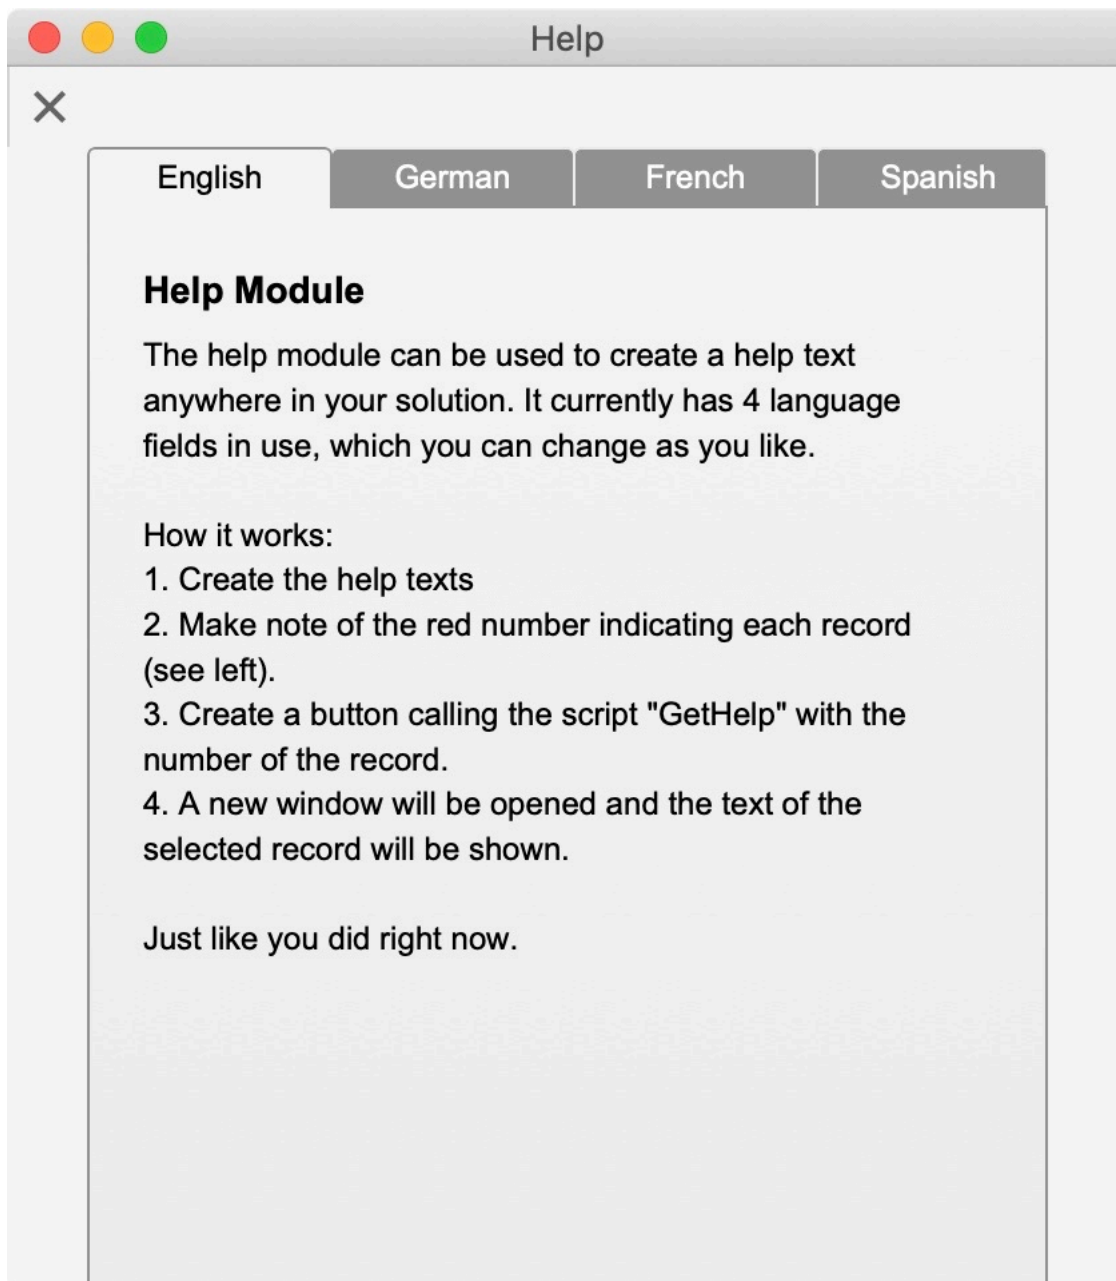 Help
English German French Spanish
Help Module
The help module can be used to create a help text
anywhere in your solution. It currently has 4 language
fields in use, which you can change as you like.
How it works:
1. Create the help texts
2. Make note of the red number indicating each record
(see left).
3. Create a button calling the script "GetHelp" with the
number of the record.
4. A new window will be opened and the text of the
selected record will be shown.
Just like you did right now.